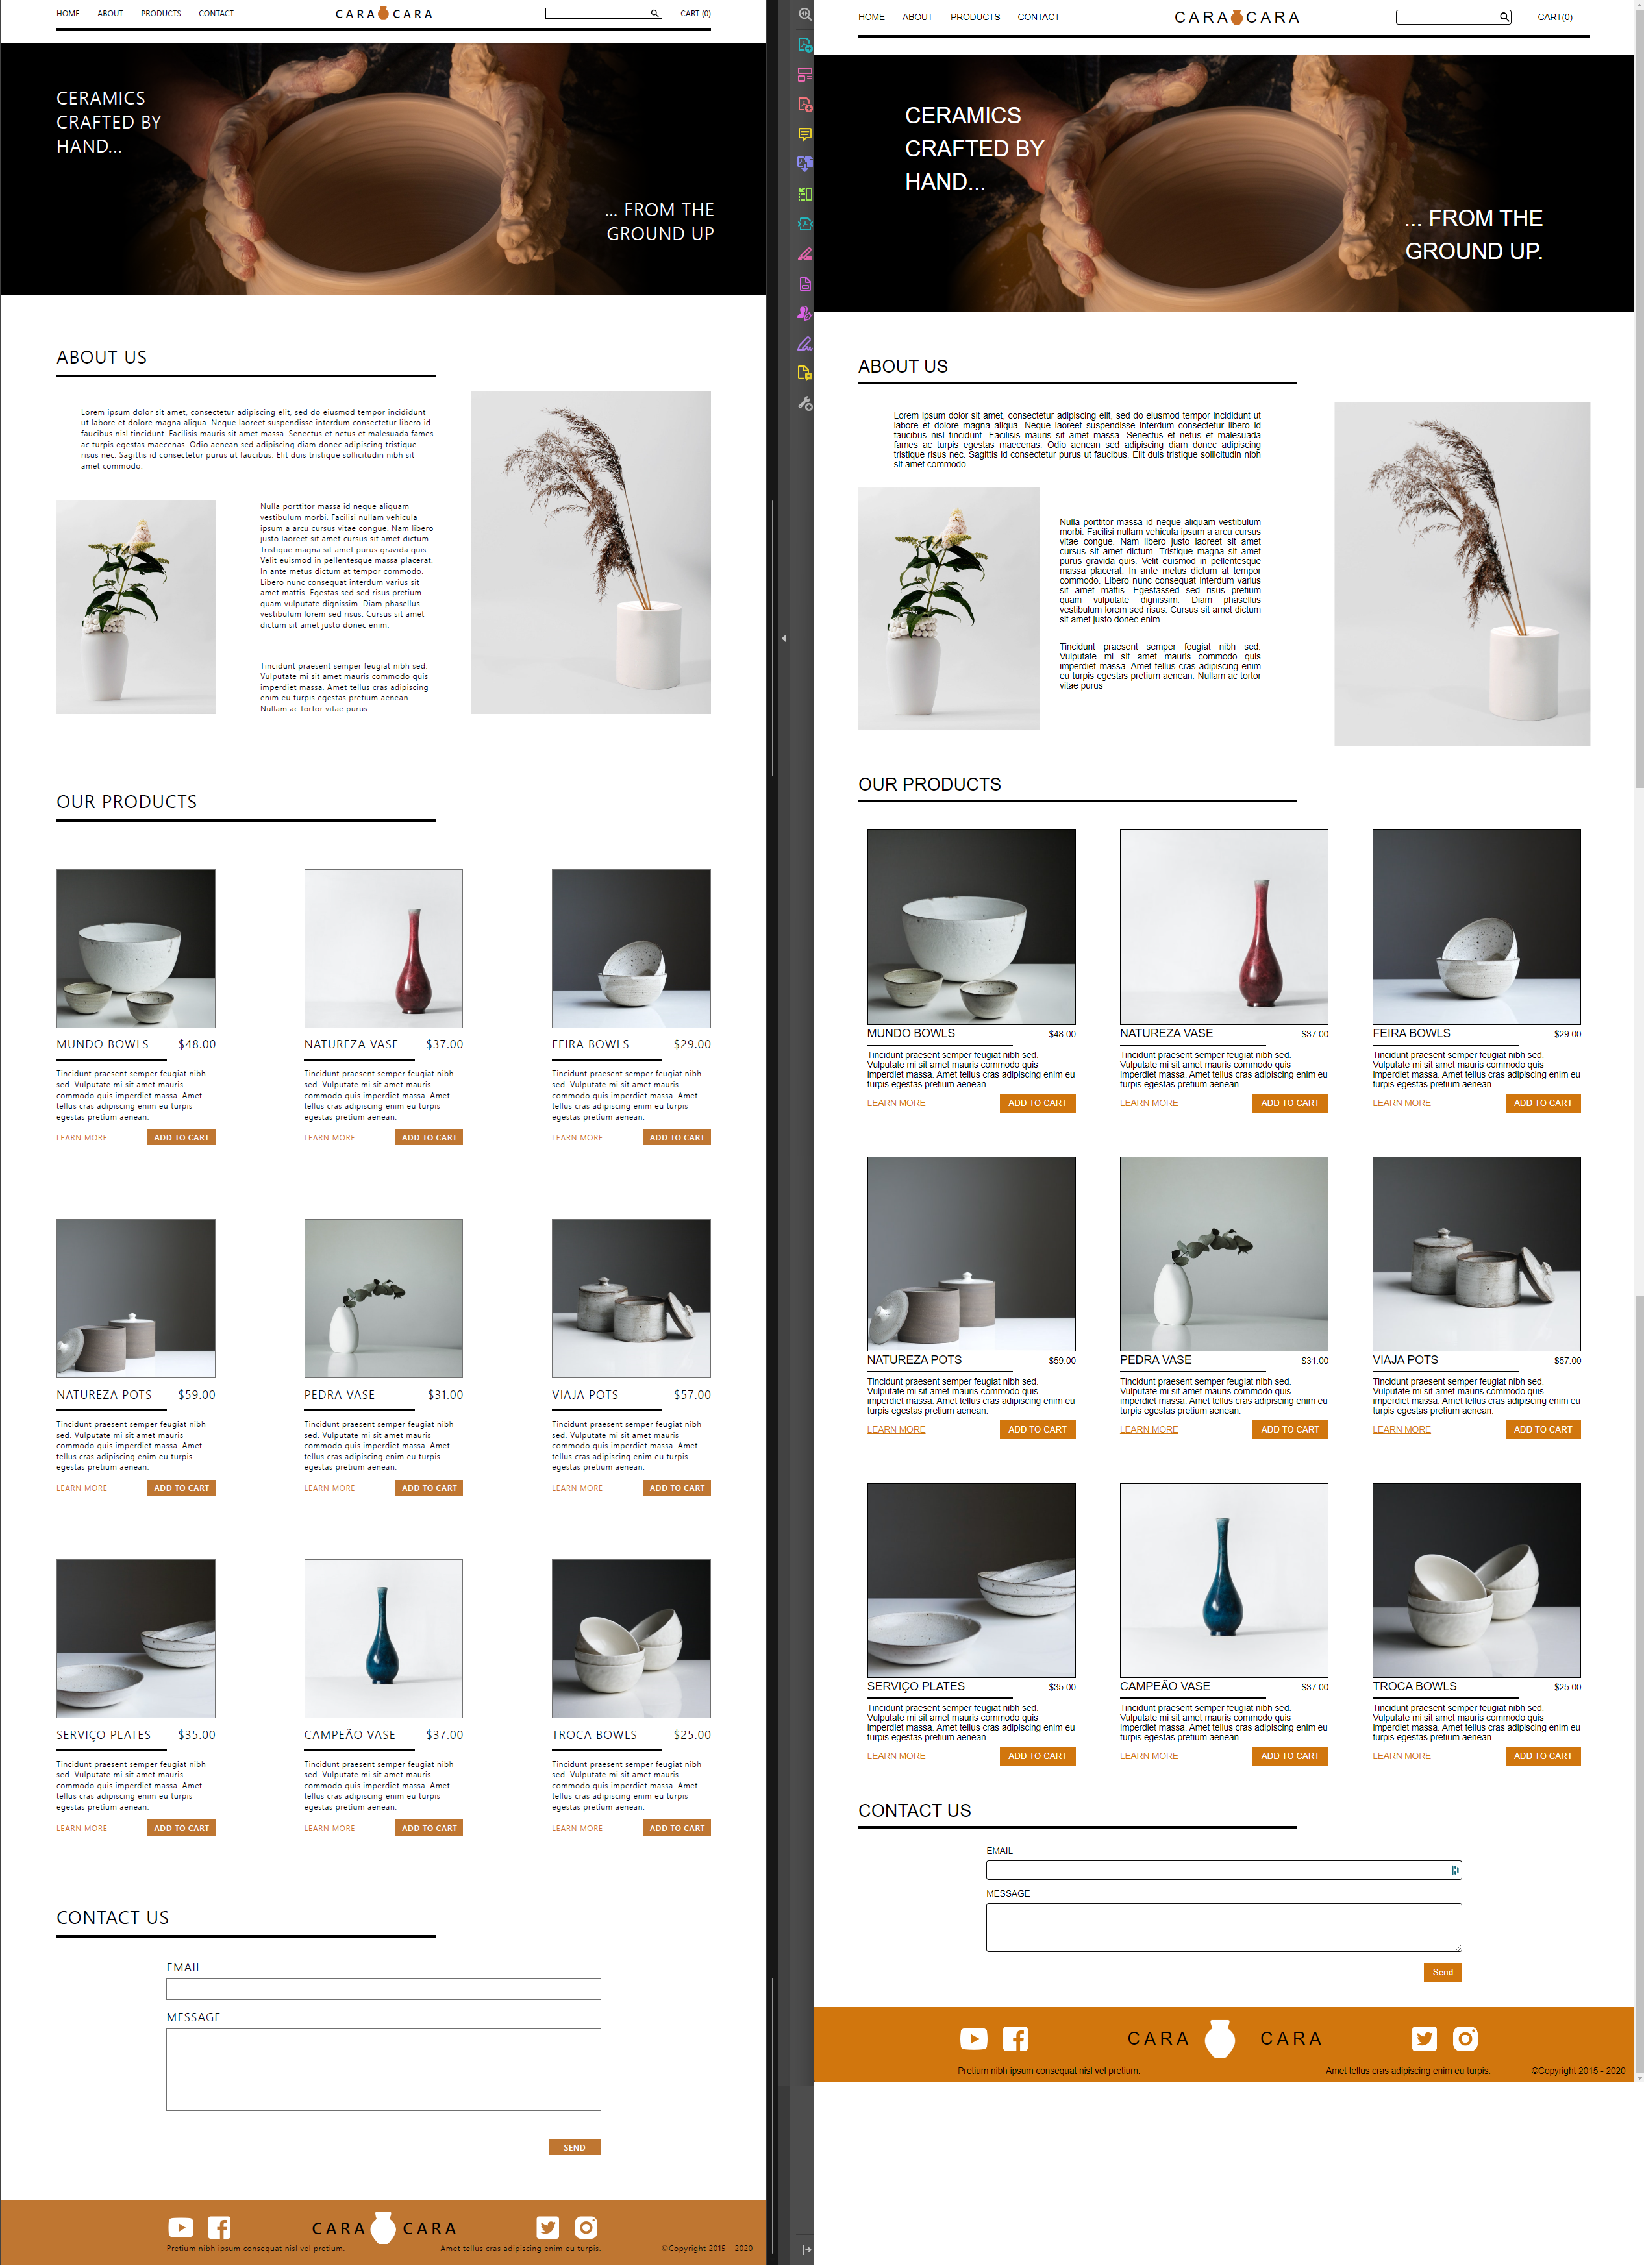 HOME ABOUT PRODUCTS CONTACT CARA CARA CART (0)
CERAMICS
CRAFTED BY
HAND...
... FROM THE
GROUND UP
ABOUT US
Lorem ipsum dolor sit amet, consectetur adipiscing elit, sed do eiusmod tempor incididunt
ut labore et dolore magna aliqua. Neque laoreet suspendisse interdum consectetur libero id
faucibus nisl tincidunt. Facilisis mauris sit amet massa. Senectus et netus et malesuada fames
ac turpis egestas maecenas. Odio aenean sed adipiscing diam donec adipiscing tristique
risus nec. Sagittis id consectetur purus ut faucibus. Elit duis tristique sollicitudin nibh sit
amet commodo.
Nulla porttitor massa id neque aliquam
vestibulum morbi. Facilisi nullam vehicula
ipsum a arcu cursus vitae congue. Nam libero
justo laoreet sit amet cursus sit amet dictum.
Tristique magna sit amet purus gravida quis.
Velit euismod in pellentesque massa placerat.
In ante metus dictum at tempor commodo.
Libero nunc consequat interdum varius sit
amet mattis. Egestas sed sed risus pretium
quam vulputate dignissim. Diam phasellus
vestibulum lorem sed risus. Cursus sit amet
dictum sit amet justo donec enim.
Tincidunt praesent semper feugiat nibh sed.
Vulputate mi sit amet mauris commodo quis
imperdiet massa. Amet tellus cras adipiscing
enim eu turpis egestas pretium aenean.
Nullam ac tortor vitae purus
OUR PRODUCTS
MUNDO BOWLS $48.00
Tincidunt praesent semper feugiat nibh
sed. Vulputate mi sit amet mauris
commodo quis imperdiet massa. Amet
tellus cras adipiscing enim eu turpis
egestas pretium aenean.
LEARN MORE ADD TO CART
NATUREZA VASE $37.00
Tincidunt praesent semper feugiat nibh
sed. Vulputate mi sit amet mauris
commodo quis imperdiet massa. Amet
tellus cras adipiscing enim eu turpis
egestas pretium aenean.
LEARN MORE ADD TO CART
FEIRA BOWLS $29.00
Tincidunt praesent semper feugiat nibh
sed. Vulputate mi sit amet mauris
commodo quis imperdiet massa. Amet
tellus cras adipiscing enim eu turpis
egestas pretium aenean.
LEARN MORE ADD TO CART
NATUREZA POTS $59.00
Tincidunt praesent semper feugiat nibh
sed. Vulputate mi sit amet mauris
commodo quis imperdiet massa. Amet
tellus cras adipiscing enim eu turpis
egestas pretium aenean.
LEARN MORE ADD TO CART
PEDRA VASE $31.00
Tincidunt praesent semper feugiat nibh
sed. Vulputate mi sit amet mauris
commodo quis imperdiet massa. Amet
tellus cras adipiscing enim eu turpis
egestas pretium aenean.
LEARN MORE ADD TO CART
VIAJA POTS $57.00
Tincidunt praesent semper feugiat nibh
sed. Vulputate mi sit amet mauris
commodo quis imperdiet massa. Amet
tellus cras adipiscing enim eu turpis
egestas pretium aenean.
LEARN MORE ADD TO CART
SERVIÇO PLATES $35.00
Tincidunt praesent semper feugiat nibh
sed. Vulputate mi sit amet mauris
commodo quis imperdiet massa. Amet
tellus cras adipiscing enim eu turpis
egestas pretium aenean.
LEARN MORE ADD TO CART
CAMPEÃO VASE $37.00
Tincidunt praesent semper feugiat nibh
sed. Vulputate mi sit amet mauris
commodo quis imperdiet massa. Amet
tellus cras adipiscing enim eu turpis
egestas pretium aenean.
LEARN MORE ADD TO CART
TROCA BOWLS $25.00
Tincidunt praesent semper feugiat nibh
sed. Vulputate mi sit amet mauris
commodo quis imperdiet massa. Amet
tellus cras adipiscing enim eu turpis
egestas pretium aenean.
LEARN MORE ADD TO CART
CONTACT US
EMAIL
MESSAGE
SEND
CARA CARA
Pretium nibh ipsum consequat nisl vel pretium. Amet tellus cras adipiscing enim eu turpis. ©Copyright 2015 - 2020
HOME ABOUT PRODUCTS CONTACT CARA CARA CART(0)
CERAMICS
CRAFTED BY
HAND...
... FROM THE
GROUND UP.
ABOUT US
Lorem ipsum dolor sit amet, consectetur adipiscing elit, sed do eiusmod tempor incididunt ut
labore et dolore magna aliqua. Neque laoreet suspendisse interdum consectetur libero id
faucibus nisl tincidunt. Facilisis mauris sit amet massa. Senectus et netus et malesuada
fames ac turpis egestas maecenas. Odio aenean sed adipiscing diam donec adipiscing
tristique risus nec. Sagittis id consectetur purus ut faucibus. Elit duis tristique sollicitudin nibh
sit amet commodo.
Nulla porttitor massa id neque aliquam vestibulum
morbi. Facilisi nullam vehicula ipsum a arcu cursus
vitae congue. Nam libero justo laoreet sit amet
cursus sit amet dictum. Tristique magna sit amet
purus gravida quis. Velit euismod in pellentesque
massa placerat. In ante metus dictum at tempor
commodo. Libero nunc consequat interdum varius
sit amet mattis. Egestassed sed risus pretium
quam vulputate dignissim. Diam phasellus
vestibulum lorem sed risus. Cursus sit amet dictum
sit amet justo donec enim.
Tincidunt praesent semper feugiat nibh sed.
Vulputate mi sit amet mauris commodo quis
imperdiet massa. Amet tellus cras adipiscing enim
eu turpis egestas pretium aenean. Nullam ac tortor
vitae purus
OUR PRODUCTS
MUNDO BOWLS $48.00
Tincidunt praesent semper feugiat nibh sed.
Vulputate mi sit amet mauris commodo quis
imperdiet massa. Amet tellus cras adipiscing enim eu
turpis egestas pretium aenean.
LEARN MORE ADD TO CART
NATUREZA VASE $37.00
Tincidunt praesent semper feugiat nibh sed.
Vulputate mi sit amet mauris commodo quis
imperdiet massa. Amet tellus cras adipiscing enim eu
turpis egestas pretium aenean.
LEARN MORE ADD TO CART
FEIRA BOWLS $29.00
Tincidunt praesent semper feugiat nibh sed.
Vulputate mi sit amet mauris commodo quis
imperdiet massa. Amet tellus cras adipiscing enim eu
turpis egestas pretium aenean.
LEARN MORE ADD TO CART
NATUREZA POTS $59.00
Tincidunt praesent semper feugiat nibh sed.
Vulputate mi sit amet mauris commodo quis
imperdiet massa. Amet tellus cras adipiscing enim eu
turpis egestas pretium aenean.
LEARN MORE ADD TO CART
PEDRA VASE $31.00
Tincidunt praesent semper feugiat nibh sed.
Vulputate mi sit amet mauris commodo quis
imperdiet massa. Amet tellus cras adipiscing enim eu
turpis egestas pretium aenean.
LEARN MORE ADD TO CART
VIAJA POTS $57.00
Tincidunt praesent semper feugiat nibh sed.
Vulputate mi sit amet mauris commodo quis
imperdiet massa. Amet tellus cras adipiscing enim eu
turpis egestas pretium aenean.
LEARN MORE ADD TO CART
SERVIÇO PLATES $35.00
Tincidunt praesent semper feugiat nibh sed.
Vulputate mi sit amet mauris commodo quis
imperdiet massa. Amet tellus cras adipiscing enim eu
turpis egestas pretium aenean.
LEARN MORE ADD TO CART
CAMPEÃO VASE $37.00
Tincidunt praesent semper feugiat nibh sed.
Vulputate mi sit amet mauris commodo quis
imperdiet massa. Amet tellus cras adipiscing enim eu
turpis egestas pretium aenean.
LEARN MORE ADD TO CART
TROCA BOWLS $25.00
Tincidunt praesent semper feugiat nibh sed.
Vulputate mi sit amet mauris commodo quis
imperdiet massa. Amet tellus cras adipiscing enim eu
turpis egestas pretium aenean.
LEARN MORE ADD TO CART
CONTACT US
EMAIL
MESSAGE
Send
CARA CARA
Pretium nibh ipsum consequat nisl vel pretium. Amet tellus cras adipiscing enim eu turpis. ©Copyright 2015 - 2020